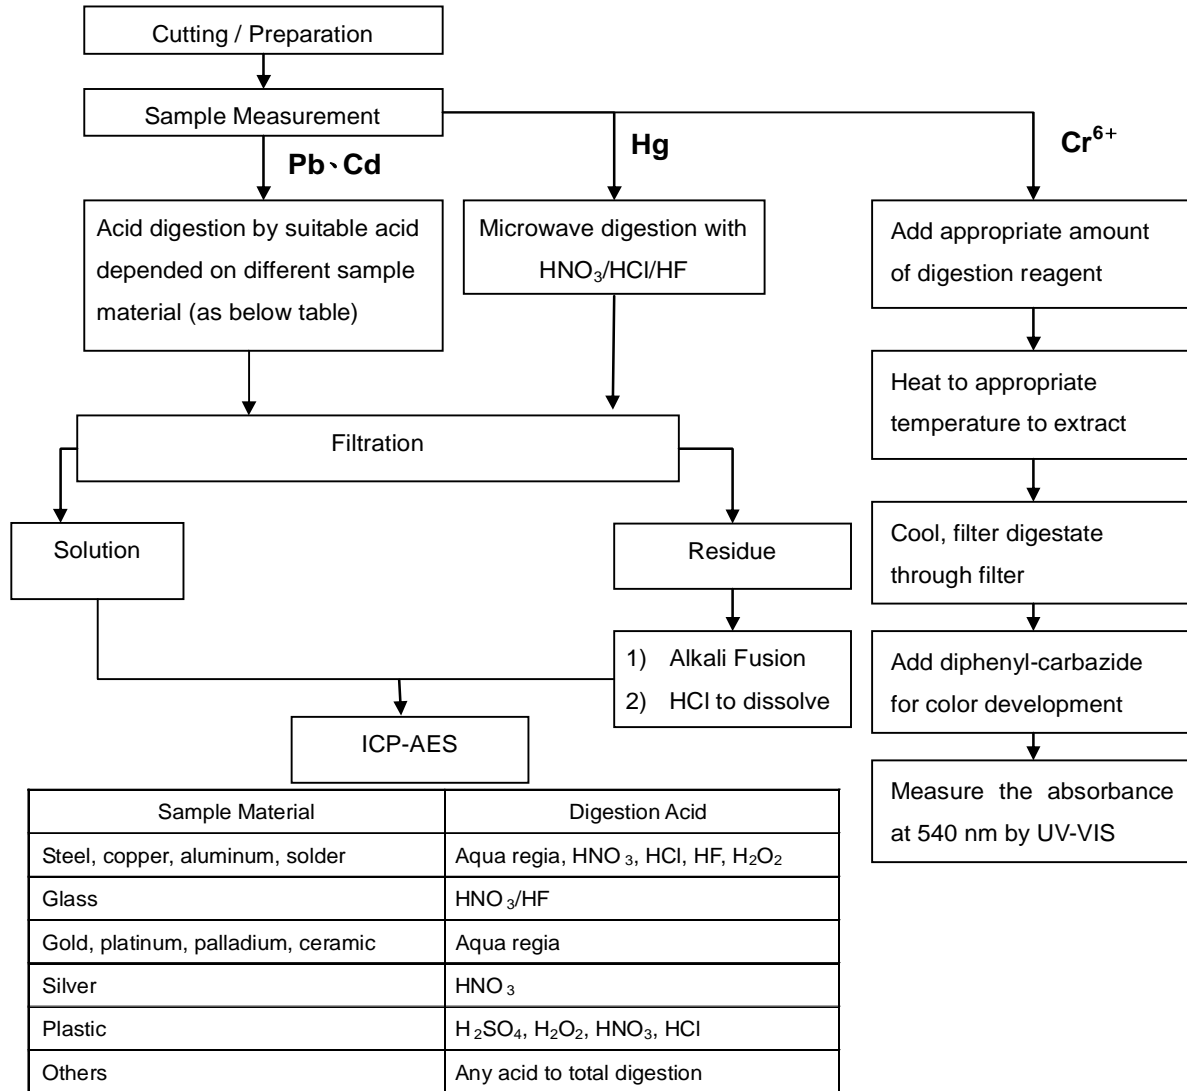 Cutting / Preparation
Sample Measurement
Pb、Cd
Hg
Cr⁶⁺
Acid digestion by suitable acid
depended on different sample
material (as below table)
Microwave digestion with
HNO₃/HCl/HF
Add appropriate amount
of digestion reagent
Heat to appropriate
temperature to extract
Filtration
Solution
Residue
Cool, filter digestate
through filter
1) Alkali Fusion
2) HCl to dissolve
Add diphenyl-carbazide
for color development
ICP-AES
Measure the absorbance
at 540 nm by UV-VIS
Sample Material Digestion Acid
Steel, copper, aluminum, solder Aqua regia, HNO₃, HCl, HF, H₂O₂
Glass HNO₃/HF
Gold, platinum, palladium, ceramic Aqua regia
Silver HNO₃
Plastic H₂SO₄, H₂O₂, HNO₃, HCl
Others Any acid to total digestion